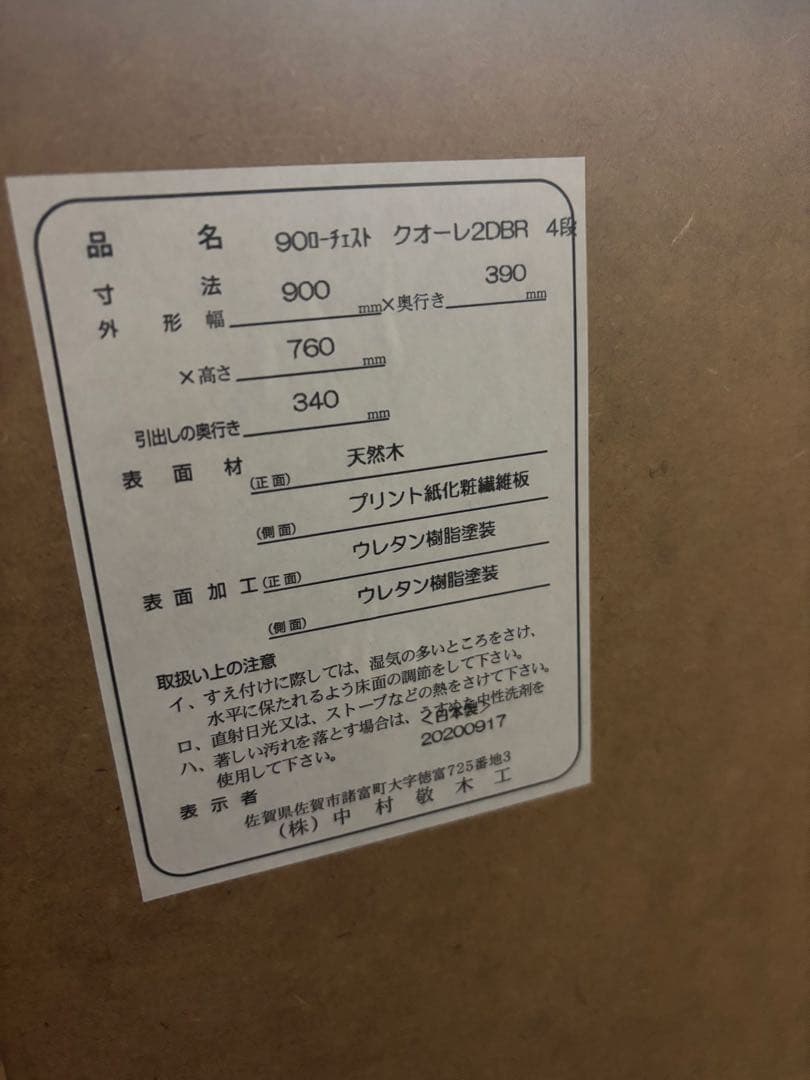 品名 90ﾛｰﾁｪｽﾄ クオーレ2DBR 4段
寸法
外形幅 900mm×奥行き 390mm
×高さ 760mm
引出しの奥行き 340mm
表面材 (正面) 天然木
(側面) プリント紙化粧繊維板
表面加工 (正面) ウレタン樹脂塗装
(側面) ウレタン樹脂塗装
取扱い上の注意
イ、すえ付けに際しては、湿気の多いところをさけ、
水平に保たれるよう床面の調節をして下さい。
ロ、直射日光又は、ストーブなどの熱をさけて下さい。
ハ、著しい汚れを落とす場合は、うすめた中性洗剤を
使用して下さい。
<日本製>
20200917
表示者
佐賀県佐賀市諸富町大字徳富725番地3
(株)中村敬木工